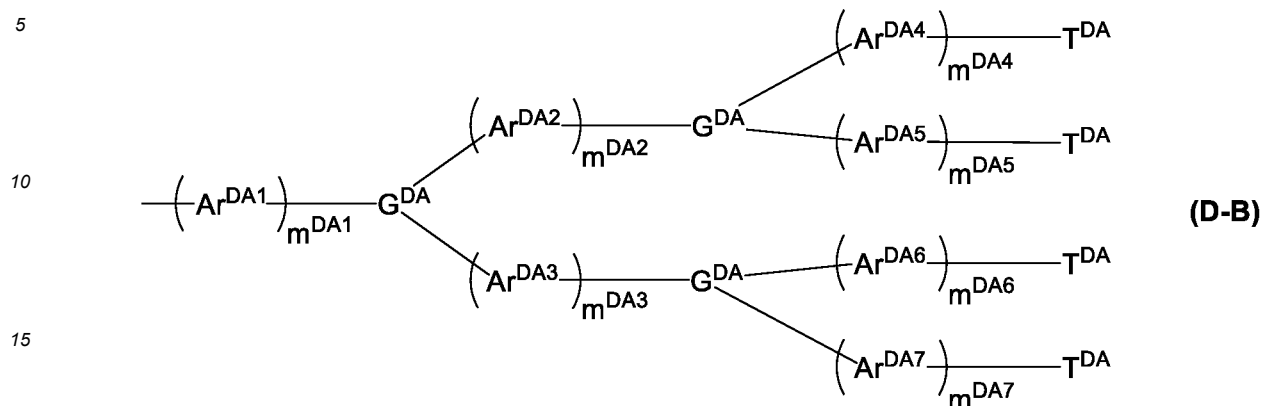 5
(Ar^DA4)m^DA4 T^DA
(Ar^DA2)m^DA2 G^DA (Ar^DA5)m^DA5 T^DA
10
(Ar^DA1)m^DA1 G^DA (D-B)
(Ar^DA3)m^DA3 G^DA (Ar^DA6)m^DA6 T^DA
15
(Ar^DA7)m^DA7 T^DA